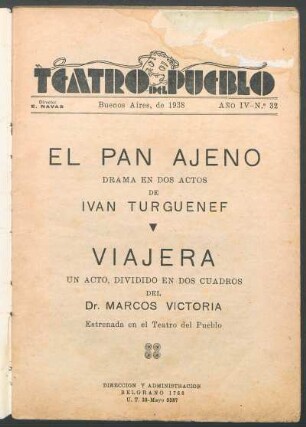 TEATRO DEL PUEBLO
Director
E. NAVAS
Buenos Aires, de 1938
AÑO IV-N.º 32
EL PAN AJENO
DRAMA EN DOS ACTOS
DE
IVAN TURGUENEF
VIAJERA
UN ACTO, DIVIDIDO EN DOS CUADROS
DEL
Dr. MARCOS VICTORIA
Estrenada en el Teatro del Pueblo
DIRECCION Y ADMINISTRACION
BELGRANO
U. T. 38-Mayo